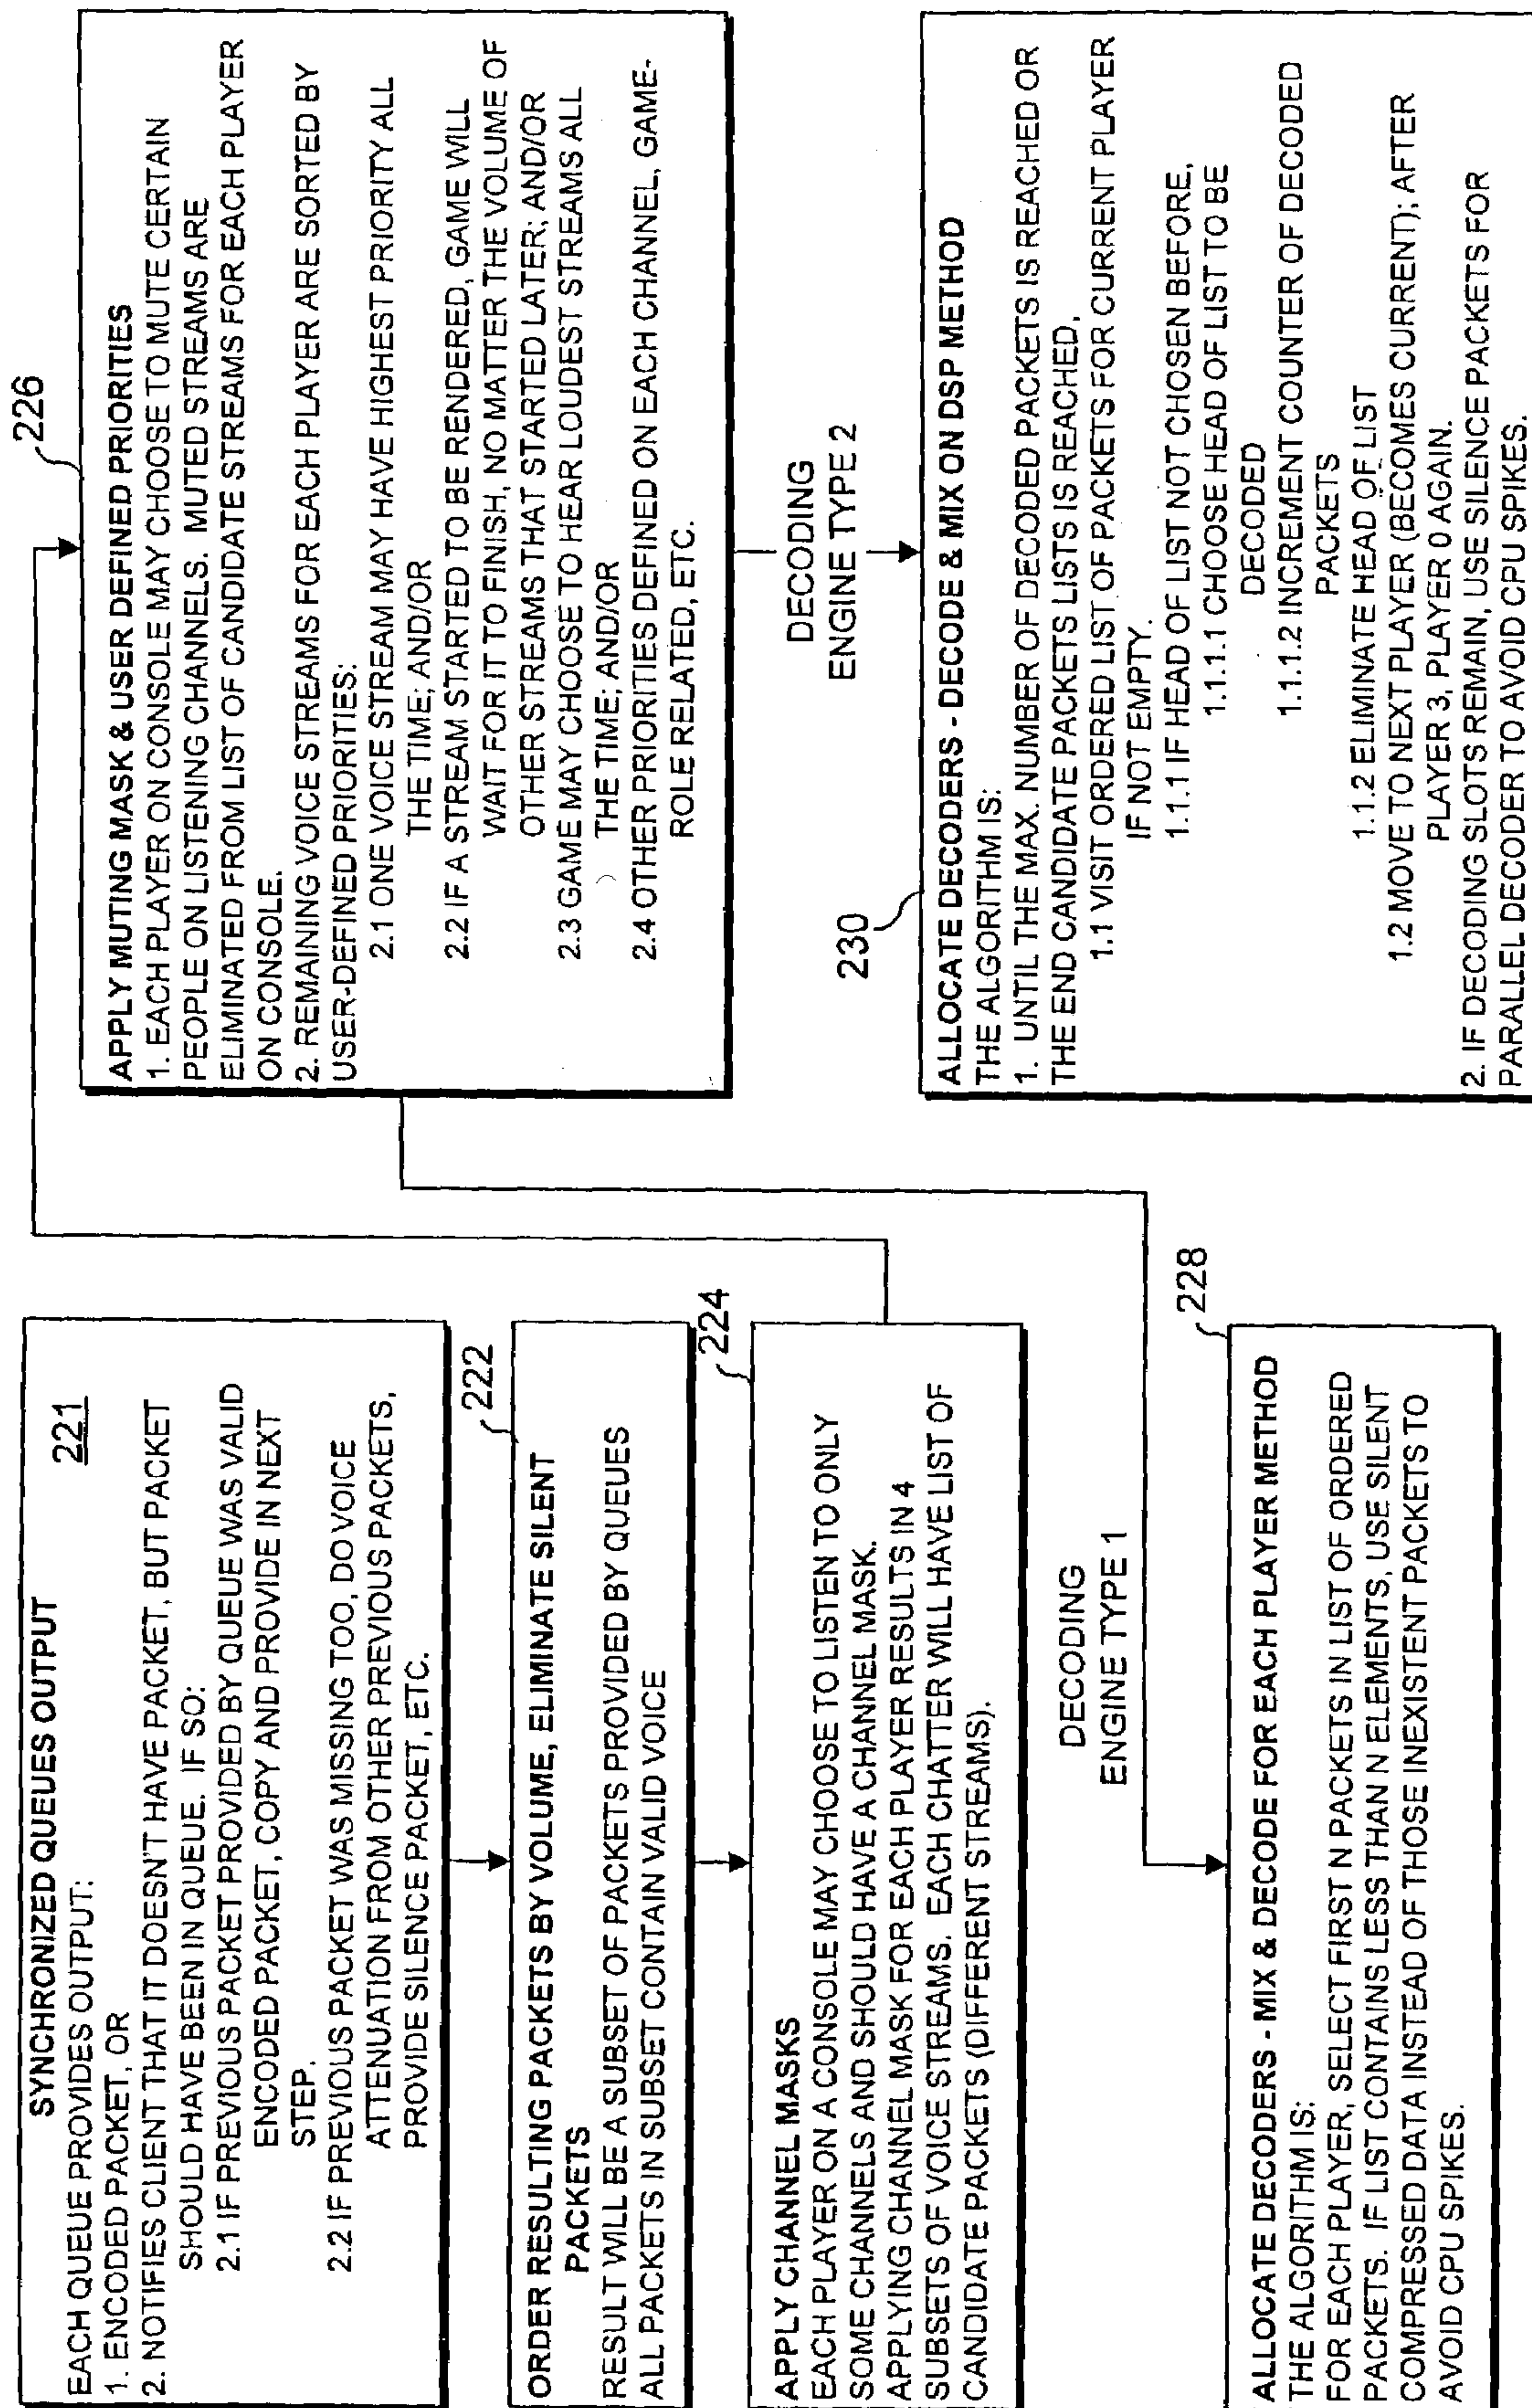 SYNCHRONIZED QUEUES OUTPUT
221
EACH QUEUE PROVIDES OUTPUT:
1. ENCODED PACKET, OR
2. NOTIFIES CLIENT THAT IT DOESN'T HAVE PACKET, BUT PACKET
SHOULD HAVE BEEN IN QUEUE. IF SO:
2.1 IF PREVIOUS PACKET PROVIDED BY QUEUE WAS VALID
ENCODED PACKET, COPY AND PROVIDE IN NEXT
STEP.
2.2 IF PREVIOUS PACKET WAS MISSING TOO, DO VOICE
ATTENUATION FROM OTHER PREVIOUS PACKETS,
PROVIDE SILENCE PACKET, ETC.
222
ORDER RESULTING PACKETS BY VOLUME, ELIMINATE SILENT
PACKETS
RESULT WILL BE A SUBSET OF PACKETS PROVIDED BY QUEUES
ALL PACKETS IN SUBSET CONTAIN VALID VOICE
224
APPLY CHANNEL MASKS
EACH PLAYER ON A CONSOLE MAY CHOOSE TO LISTEN TO ONLY
SOME CHANNELS AND SHOULD HAVE A CHANNEL MASK.
APPLYING CHANNEL MASK FOR EACH PLAYER RESULTS IN 4
SUBSETS OF VOICE STREAMS. EACH CHATTER WILL HAVE LIST OF
CANDIDATE PACKETS (DIFFERENT STREAMS).
226
APPLY MUTING MASK & USER DEFINED PRIORITIES
1. EACH PLAYER ON CONSOLE MAY CHOOSE TO MUTE CERTAIN
PEOPLE ON LISTENING CHANNELS. MUTED STREAMS ARE
ELIMINATED FROM LIST OF CANDIDATE STREAMS FOR EACH PLAYER
ON CONSOLE.
2. REMAINING VOICE STREAMS FOR EACH PLAYER ARE SORTED BY
USER-DEFINED PRIORITIES:
2.1 ONE VOICE STREAM MAY HAVE HIGHEST PRIORITY ALL
THE TIME; AND/OR
2.2 IF A STREAM STARTED TO BE RENDERED, GAME WILL
WAIT FOR IT TO FINISH, NO MATTER THE VOLUME OF
OTHER STREAMS THAT STARTED LATER; AND/OR
2.3 GAME MAY CHOOSE TO HEAR LOUDEST STREAMS ALL
THE TIME; AND/OR
2.4 OTHER PRIORITIES DEFINED ON EACH CHANNEL, GAME-
ROLE RELATED, ETC.
DECODING
ENGINE TYPE 1
228
ALLOCATE DECODERS - MIX & DECODE FOR EACH PLAYER METHOD
THE ALGORITHM IS:
FOR EACH PLAYER, SELECT FIRST N PACKETS IN LIST OF ORDERED
PACKETS. IF LIST CONTAINS LESS THAN N ELEMENTS, USE SILENT
COMPRESSED DATA INSTEAD OF THOSE INEXISTENT PACKETS TO
AVOID CPU SPIKES.
DECODING
ENGINE TYPE 2
230
ALLOCATE DECODERS - DECODE & MIX ON DSP METHOD
THE ALGORITHM IS:
1. UNTIL THE MAX. NUMBER OF DECODED PACKETS IS REACHED OR
THE END CANDIDATE PACKETS LISTS IS REACHED,
1.1 VISIT ORDERED LIST OF PACKETS FOR CURRENT PLAYER
IF NOT EMPTY.
1.1.1 IF HEAD OF LIST NOT CHOSEN BEFORE,
1.1.1.1 CHOOSE HEAD OF LIST TO BE
DECODED
1.1.1.2 INCREMENT COUNTER OF DECODED
PACKETS
1.1.2 ELIMINATE HEAD OF LIST
1.2 MOVE TO NEXT PLAYER (BECOMES CURRENT); AFTER
PLAYER 3, PLAYER 0 AGAIN.
2. IF DECODING SLOTS REMAIN, USE SILENCE PACKETS FOR
PARALLEL DECODER TO AVOID CPU SPIKES.